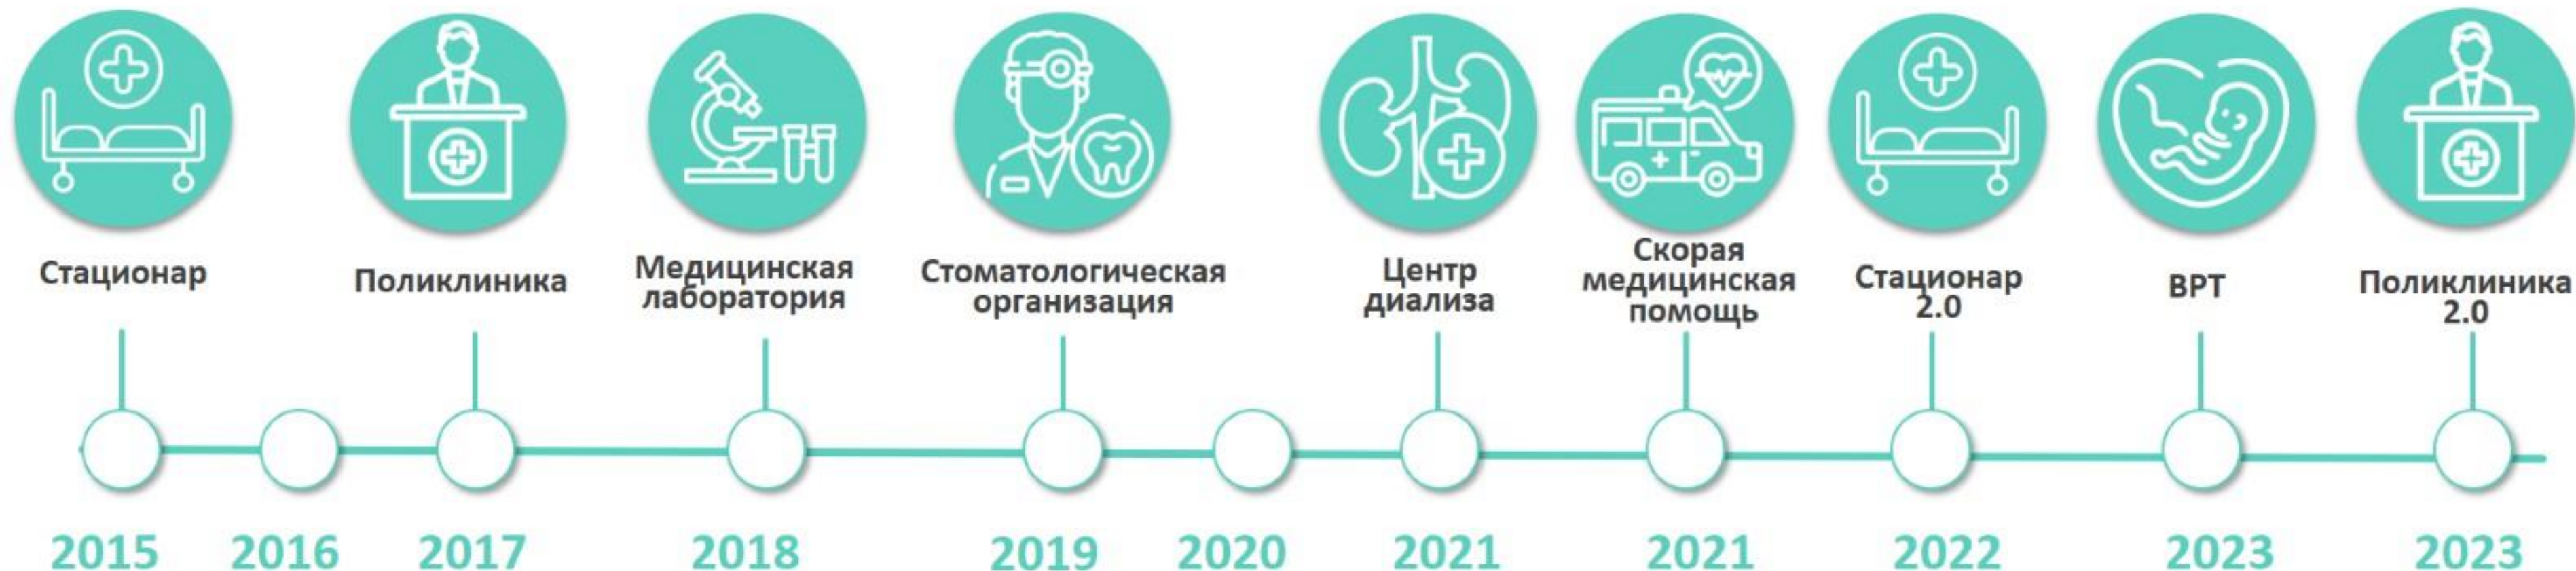 Стационар
Поликлиника
Медицинская
лаборатория
Стоматологическая
организация
Центр
диализа
Скорая
медицинская
помощь
Стационар
2.0
ВРТ
Поликлиника
2.0
2015
2016
2017
2018
2019
2020
2021
2021
2022
2023
2023